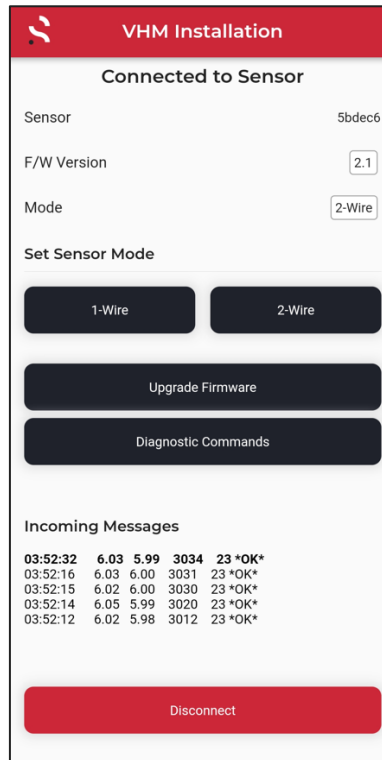 VHM Installation
Connected to Sensor
Sensor 5bdec6
F/W Version 2.1
Mode 2-Wire
Set Sensor Mode
1-Wire 2-Wire
Upgrade Firmware
Diagnostic Commands
Incoming Messages
03:52:32 6.03 5.99 3034 23 *OK*
03:52:16 6.03 6.00 3031 23 *OK*
03:52:15 6.02 6.00 3030 23 *OK*
03:52:14 6.05 5.99 3020 23 *OK*
03:52:12 6.02 5.98 3012 23 *OK*
Disconnect